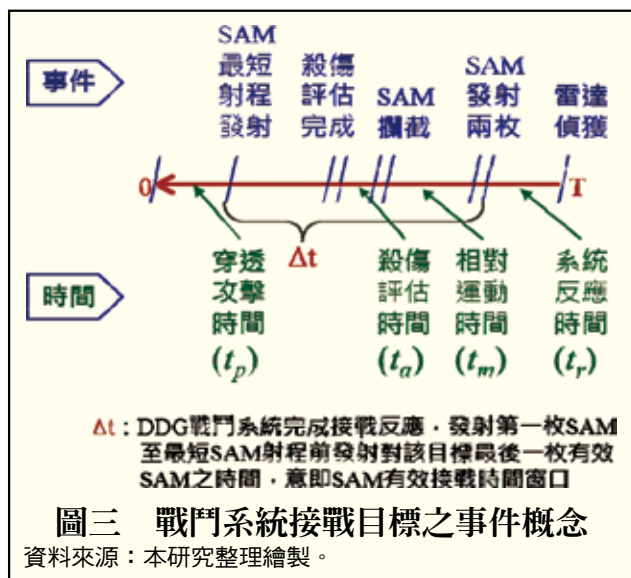 事件
SAM
最短
射程
發射
殺傷
評估
完成
SAM
攔截
SAM
發射
兩枚
雷達
偵獲
0
T
Δt
時間
穿透
攻擊
時間
(tp)
殺傷
評估
時間
(ta)
相對
運動
時間
(tm)
系統
反應
時間
(tr)
Δt：DDG戰鬥系統完成接戰反應，發射第一枚SAM
至最短SAM射程前發射對該目標最後一枚有效
SAM之時間，意即SAM有效接戰時間窗口
圖三　戰鬥系統接戰目標之事件概念
資料來源：本研究整理繪製。